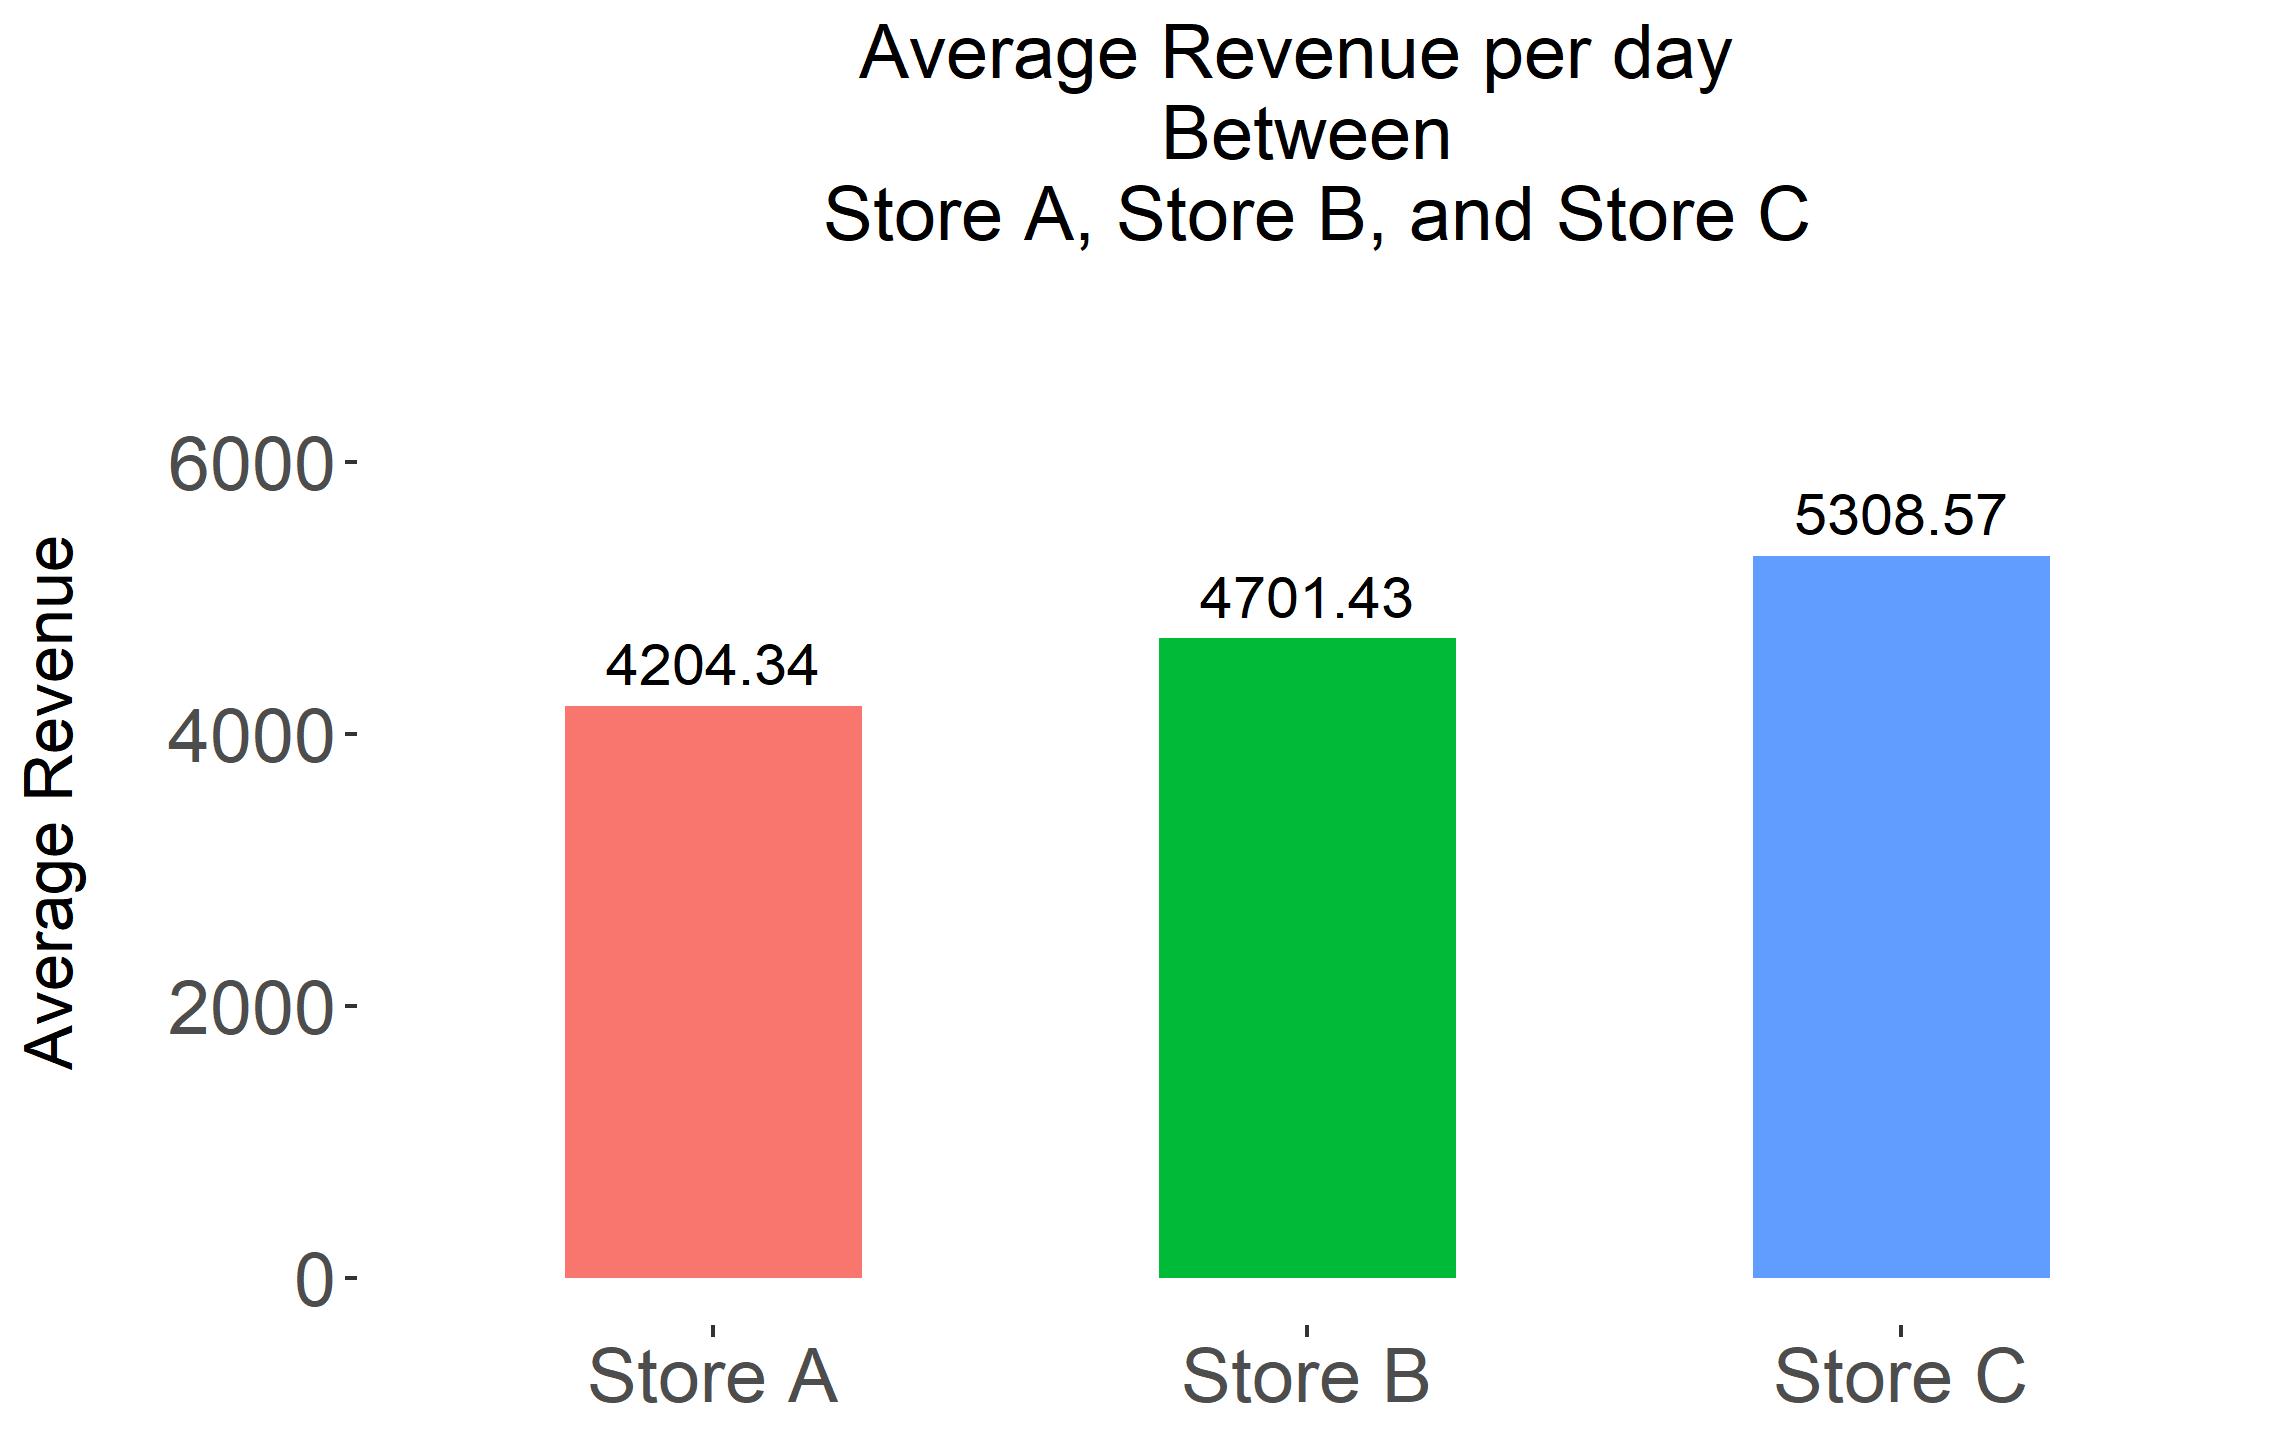 Average Revenue per day
Between
Store A, Store B, and Store C
Average Revenue
6000
4000
2000
0
4204.34
4701.43
5308.57
Store A
Store B
Store C